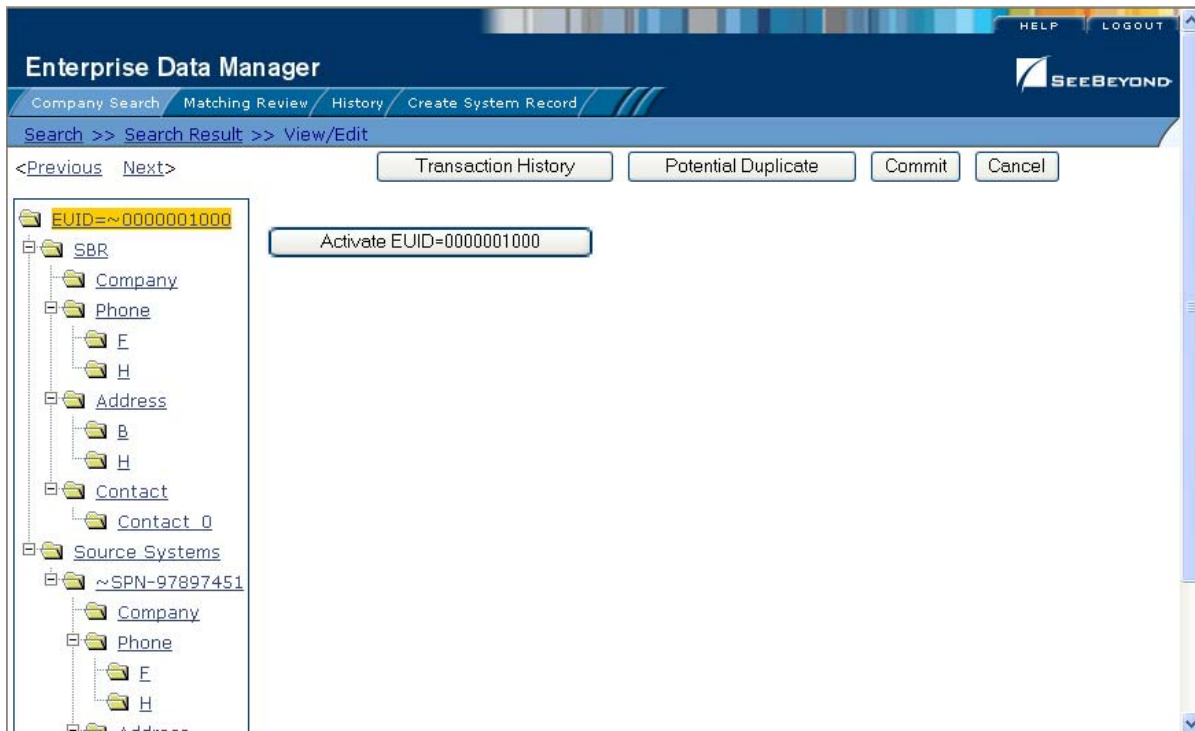 HELP LOGOUT
Enterprise Data Manager
SEEBEYOND
Company Search Matching Review History Create System Record
Search >> Search Result >> View/Edit
<Previous Next> Transaction History Potential Duplicate Commit Cancel
EUID=~0000001000
Activate EUID=0000001000
SBR
Company
Phone
F
H
Address
B
H
Contact
Contact_0
Source Systems
~SPN-97897451
Company
Phone
F
H
Address